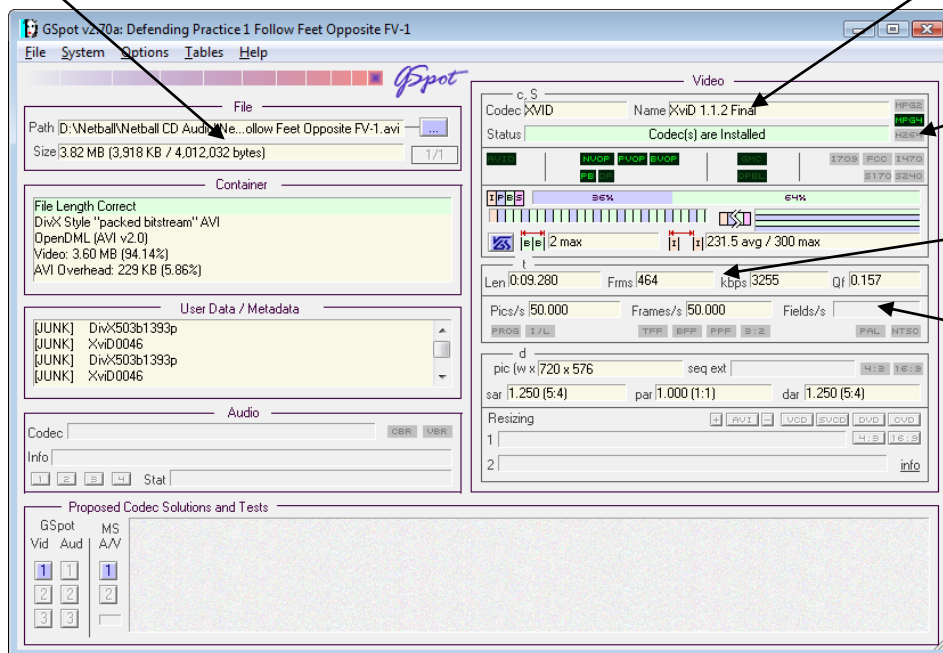 GSpot v2.70a: Defending Practice 1 Follow Feet Opposite FV-1
File System Options Tables Help
GSpot
File
Path D:\Netball\Netball CD Audio\Ne...ollow Feet Opposite FV-1.avi ...
Size 3.82 MB (3,918 KB / 4,012,032 bytes) 1/1
Container
File Length Correct
DivX Style "packed bitstream" AVI
OpenDML (AVI v2.0)
Video: 3.60 MB (94.14%)
AVI Overhead: 229 KB (5.86%)
User Data / Metadata
[JUNK] DivX503b1393p
[JUNK] XviD0046
[JUNK] DivX503b1393p
[JUNK] XviD0046
Audio
Codec CBR VBR
Info
1 2 3 4 Stat
Video
c, S
Codec XVID Name XviD 1.1.2 Final MPG2
MPG4
Status Codec(s) are Installed H264
AVID NVOP PVOP BVOP GMC I709 FCC I470
PB DP QPEL S170 S240
I P B S 36% 64%
B B 2 max I I 231.5 avg / 300 max
t
Len 0:09.280 Frms 464 kbps 3255 Qf 0.157
Pics/s 50.000 Frames/s 50.000 Fields/s
PROG I/L TFF BFF PFF 3:2 PAL NTSC
d
pic (w x 720 x 576 seq ext 4:3 16:9
sar 1.250 (5:4) par 1.000 (1:1) dar 1.250 (5:4)
Resizing + AVI - VCD SVCD DVD CVD
1 4:3 16:9
2 info
Proposed Codec Solutions and Tests
GSpot MS
Vid Aud A/V
1 1 1
2 2 2
3 3